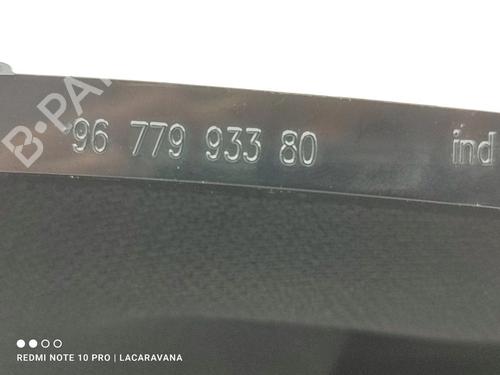 B-PA
96 779 933 80 ind
REDMI NOTE 10 PRO | LACARAVANA